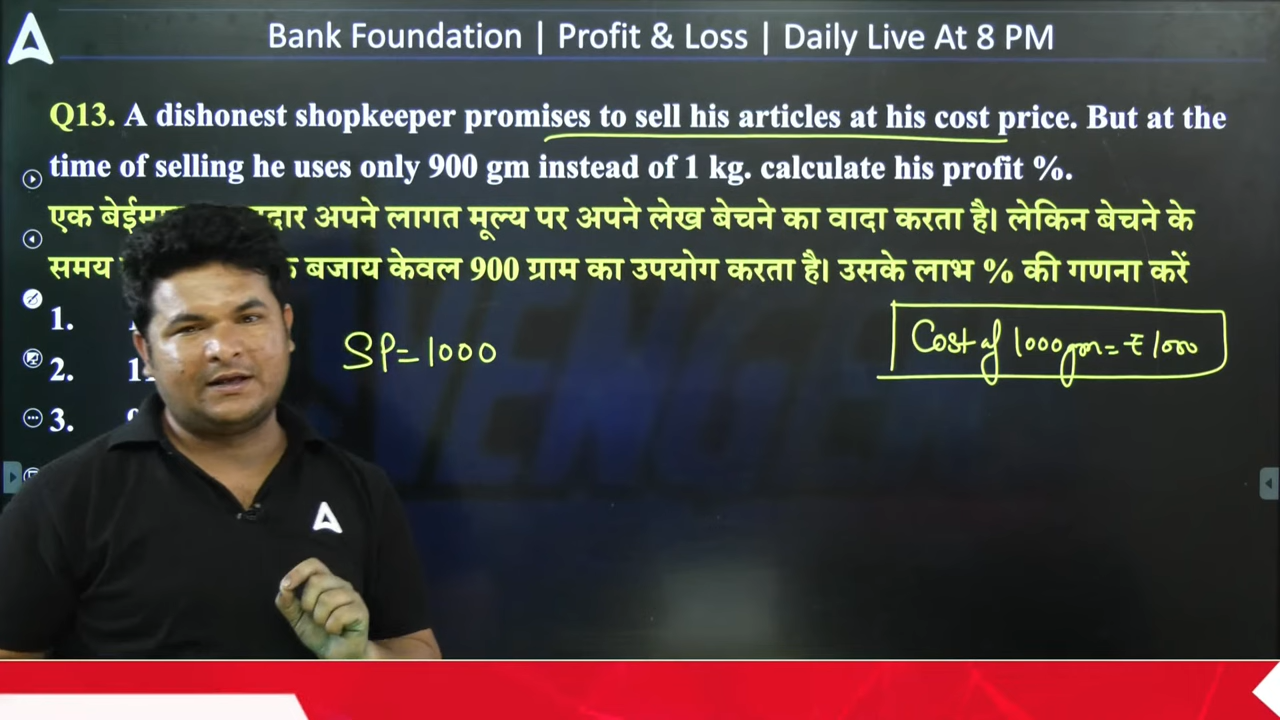 Bank Foundation | Profit & Loss | Daily Live At 8 PM
Q13. A dishonest shopkeeper promises to sell his articles at his cost price. But at the
time of selling he uses only 900 gm instead of 1 kg. calculate his profit %.
एक अपने लागत मूल्य पर अपने लेख बेचने का वादा करता है। लेकिन बेचने के
समय बजाय केवल 900 ग्राम का उपयोग करता है। उसके लाभ % की गणना करें
1.
SP=1000
Cost of 1000gm=₹1000
2.
3.